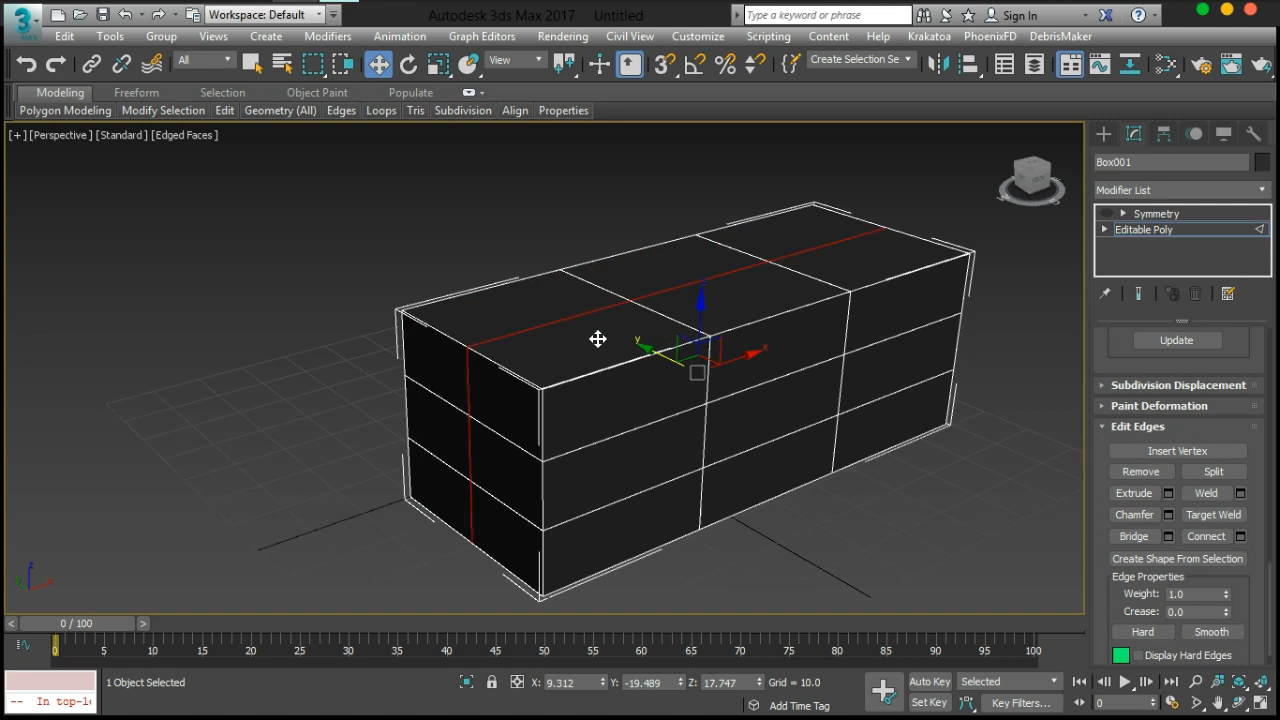 3 Workspace: Default Autodesk 3ds Max 2017 Untitled Type a keyword or phrase Sign In
MAX Edit Tools Group Views Create Modifiers Animation Graph Editors Rendering Civil View Customize Scripting Content Help Krakatoa PhoenixFD DebrisMaker
All View Create Selection Se
Modeling Freeform Selection Object Paint Populate
Polygon Modeling Modify Selection Edit Geometry (All) Edges Loops Tris Subdivision Align Properties
[+] [Perspective] [Standard] [Edged Faces]
Box001
Modifier List
Symmetry
Editable Poly
Update
Subdivision Displacement
Paint Deformation
Edit Edges
Insert Vertex
Remove Split
Extrude Weld
Chamfer Target Weld
Bridge Connect
Create Shape From Selection
Edge Properties
Weight: 1.0
Crease: 0.0
Hard Smooth
Display Hard Edges
y x
z
x
0 / 100
0 5 10 15 20 25 30 35 40 45 50 55 60 65 70 75 80 85 90 95 100
1 Object Selected X: 9.312 Y: -19.489 Z: 17.747 Grid = 10.0 Auto Key Selected
-- In top-le Add Time Tag Set Key Key Filters... 0